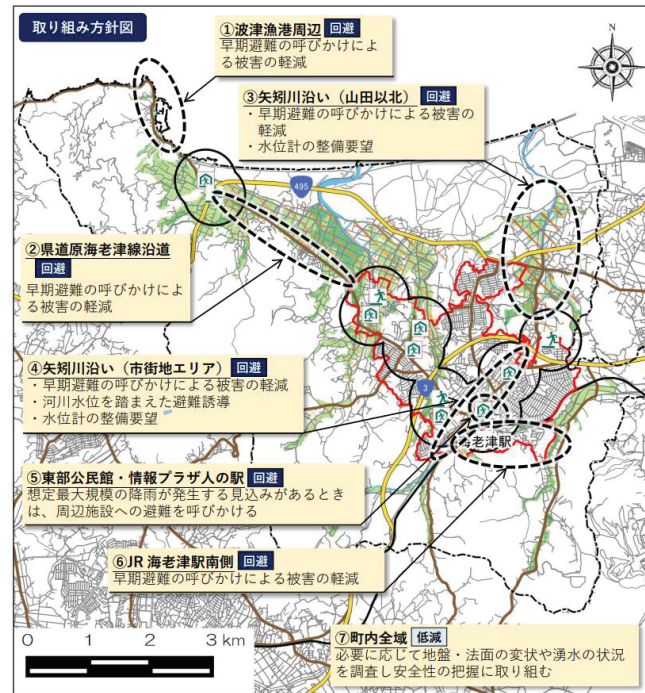 取り組み方針図
①波津漁港周辺 回避
早期避難の呼びかけによ
る被害の軽減
③矢矧川沿い（山田以北） 回避
・早期避難の呼びかけによる被害の
軽減
・水位計の整備要望
N
495
②県道原海老津線沿道
回避
早期避難の呼びかけによ
る被害の軽減
④矢矧川沿い（市街地エリア） 回避
・早期避難の呼びかけによる被害の軽減
・河川水位を踏まえた避難誘導
・水位計の整備要望
3
海老津駅
⑤東部公民館・情報プラザ人の駅 回避
想定最大規模の降雨が発生する見込みがあるとき
は、周辺施設への避難を呼びかける
⑥JR 海老津駅南側 回避
早期避難の呼びかけによる被害の軽減
0 1 2 3 km
⑦町内全域 低減
必要に応じて地盤・法面の変状や湧水の状況
を調査し安全性の把握に取り組む